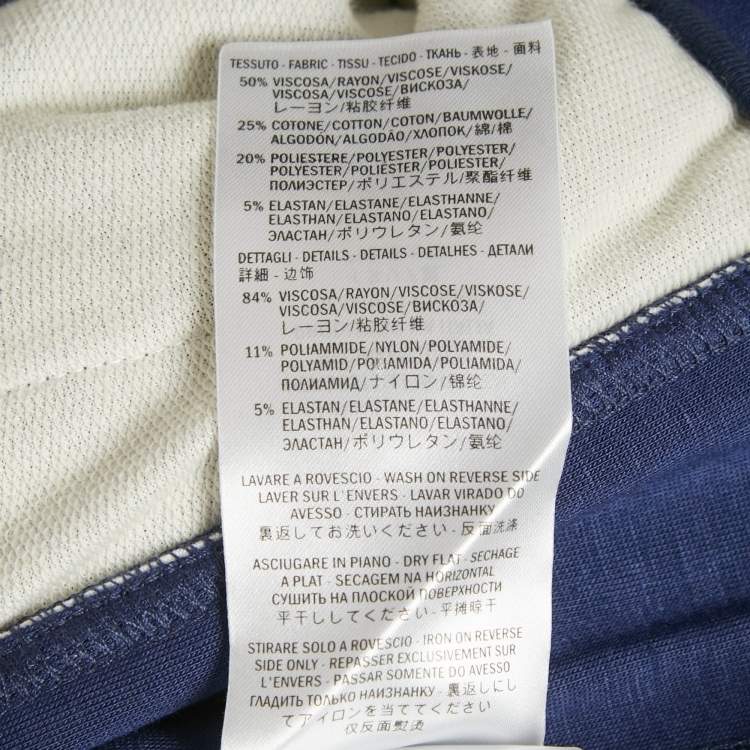 TESSUTO - FABRIC - TISSU - TECIDO - ТКАНЬ - 表地 - 面料
50% VISCOSA/RAYON/VISCOSE/VISKOSE/
VISCOSA/VISCOSE/ВИСКОЗА/
レーヨン/粘胶纤维
25% COTONE/COTTON/COTON/BAUMWOLLE/
ALGODÓN/ALGODÃO/ХЛОПОК/綿/棉
20% POLIESTERE/POLYESTER/POLYESTER/
POLYESTER/POLIÉSTER/POLIÉSTER/
ПОЛИЭСТЕР/ポリエステル/聚酯纤维
5% ELASTAN/ELASTANE/ELASTHANNE/
ELASTHAN/ELASTANO/ELASTANO/
ЭЛАСТАН/ポリウレタン/氨纶
DETTAGLI - DETAILS - DETAILS - DETALHES - ДЕТАЛИ
詳細 - 边饰
84% VISCOSA/RAYON/VISCOSE/VISKOSE/
VISCOSA/VISCOSE/ВИСКОЗА/
レーヨン/粘胶纤维
11% POLIAMMIDE/NYLON/POLYAMIDE/
POLYAMID/POLIAMIDA/POLIAMIDA/
ПОЛИАМИД/ナイロン/锦纶
5% ELASTAN/ELASTANE/ELASTHANNE/
ELASTHAN/ELASTANO/ELASTANO/
ЭЛАСТАН/ポリウレタン/氨纶
LAVARE A ROVESCIO - WASH ON REVERSE SIDE
LAVER SUR L'ENVERS - LAVAR VIRADO DO
AVESSO - СТИРАТЬ НАИЗНАНКУ
裏返してお洗いください - 反面洗涤
ASCIUGARE IN PIANO - DRY FLAT - SECHAGE
A PLAT - SECAGEM NA HORIZONTAL
СУШИТЬ НА ПЛОСКОЙ ПОВЕРХНОСТИ
平干ししてください - 平摊晾干
STIRARE SOLO A ROVESCIO - IRON ON REVERSE
SIDE ONLY - REPASSER EXCLUSIVEMENT SUR
L'ENVERS - PASSAR SOMENTE DO AVESSO
ГЛАДИТЬ ТОЛЬКО НАИЗНАНКУ - 裏返しにし
てアイロンを当ててください
仅反面熨烫